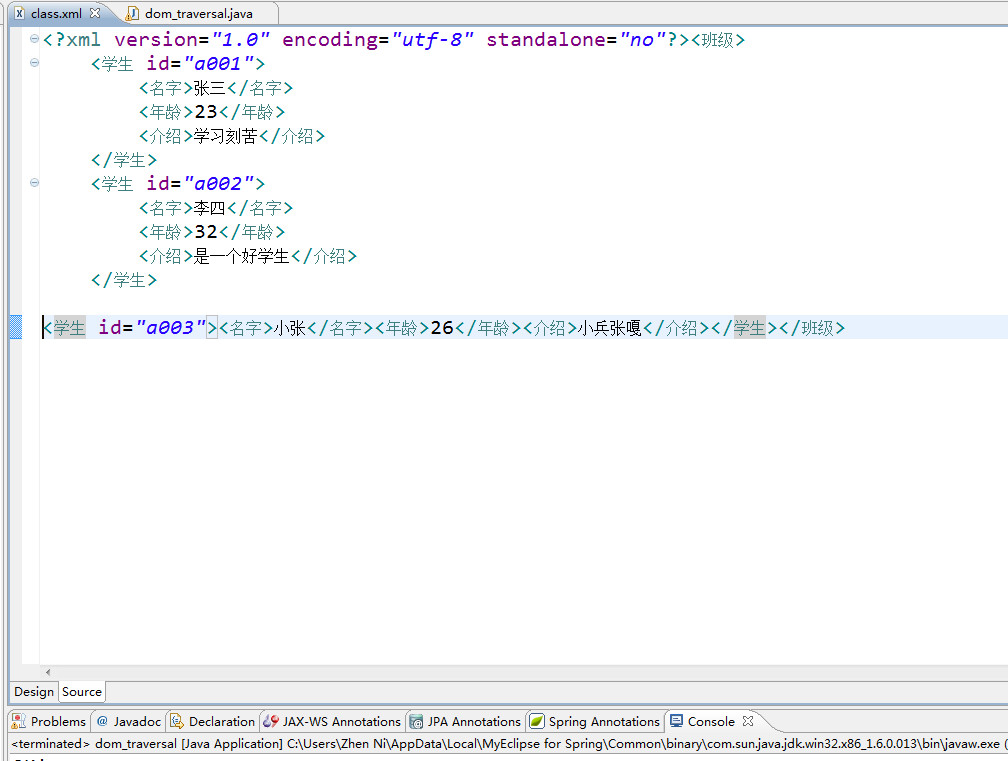 class.xml dom_traversal.java
<?xml version="1.0" encoding="utf-8" standalone="no"?><班级>
<学生 id="a001">
<名字>张三</名字>
<年龄>23</年龄>
<介绍>学习刻苦</介绍>
</学生>
<学生 id="a002">
<名字>李四</名字>
<年龄>32</年龄>
<介绍>是一个好学生</介绍>
</学生>
<学生 id="a003"><名字>小张</名字><年龄>26</年龄><介绍>小兵张嘎</介绍></学生></班级>
Design Source
Problems @ Javadoc Declaration JAX-WS Annotations JPA Annotations Spring Annotations Console
<terminated> dom_traversal [Java Application] C:\Users\Zhen Ni\AppData\Local\MyEclipse for Spring\Common\binary\com.sun.java.jdk.win32.x86_1.6.0.013\bin\javaw.exe (